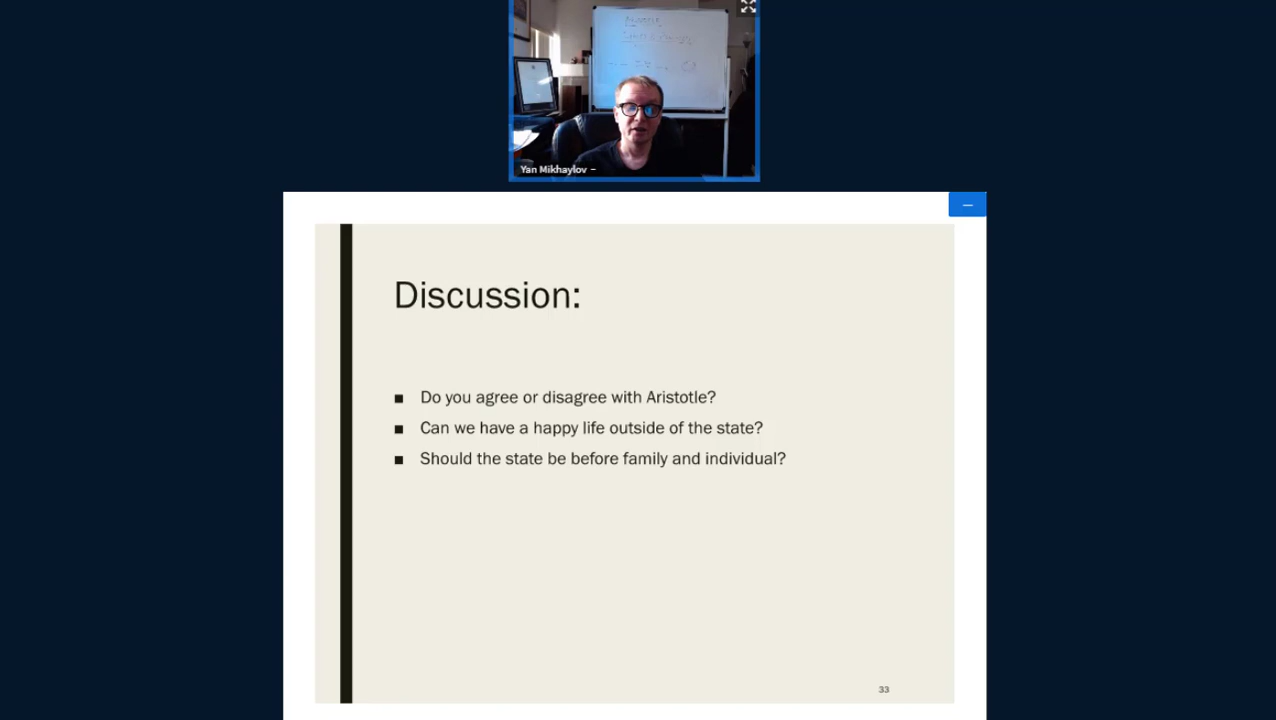 Yan Mikhaylov
Discussion:
Do you agree or disagree with Aristotle?
Can we have a happy life outside of the state?
Should the state be before family and individual?
33